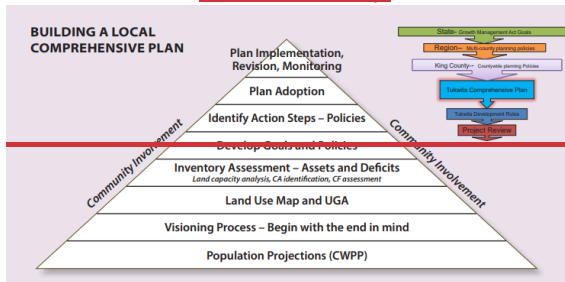 BUILDING A LOCAL
COMPREHENSIVE PLAN
Plan Implementation,
Revision, Monitoring
Plan Adoption
Identify Action Steps – Policies
Develop Goals and Policies
Inventory Assessment – Assets and Deficits
Land capacity analysis, CA identification, CF assessment
Land Use Map and UGA
Visioning Process – Begin with the end in mind
Population Projections (CWPP)
Community Involvement
Community Involvement
State- Growth Management Act Goals
Region-- Multi-county planning policies
King County-- Countywide planning Policies
Tukwila Comprehensive Plan
Tukwila Development Rules
Project Review